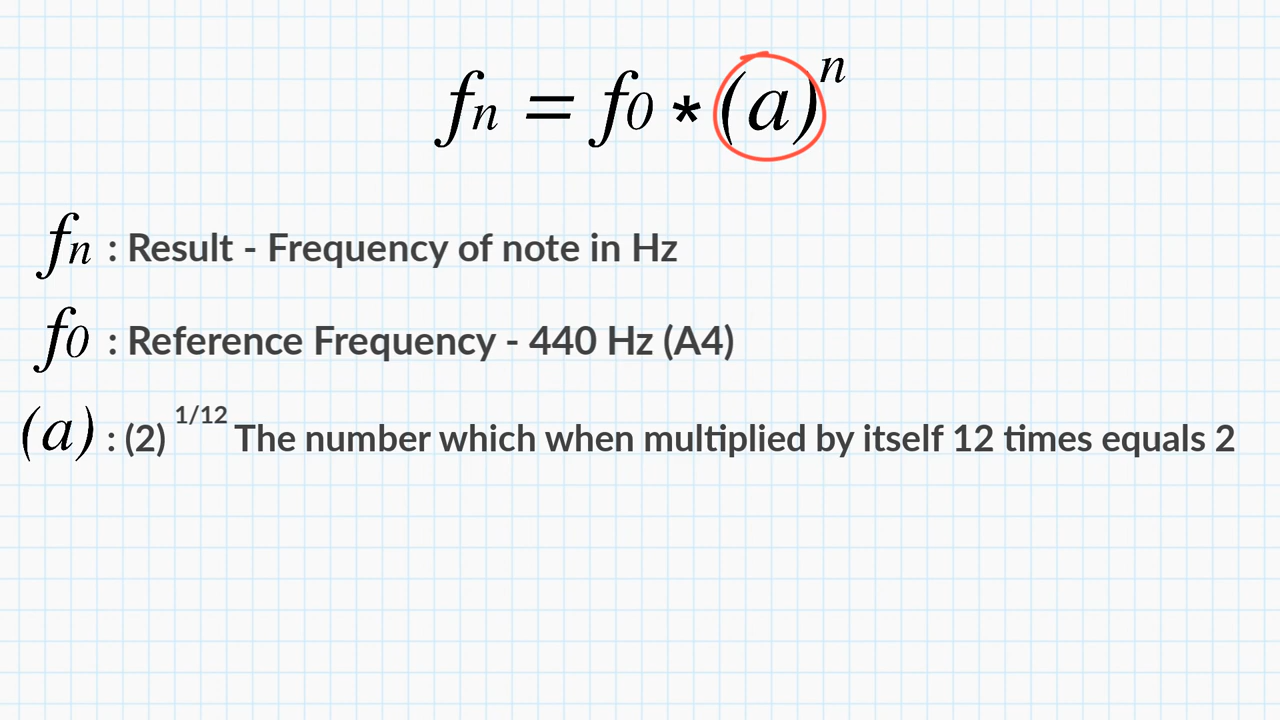 fn = f0 * (a)^n
fn : Result - Frequency of note in Hz
f0 : Reference Frequency - 440 Hz (A4)
(a) : (2)^1/12 The number which when multiplied by itself 12 times equals 2